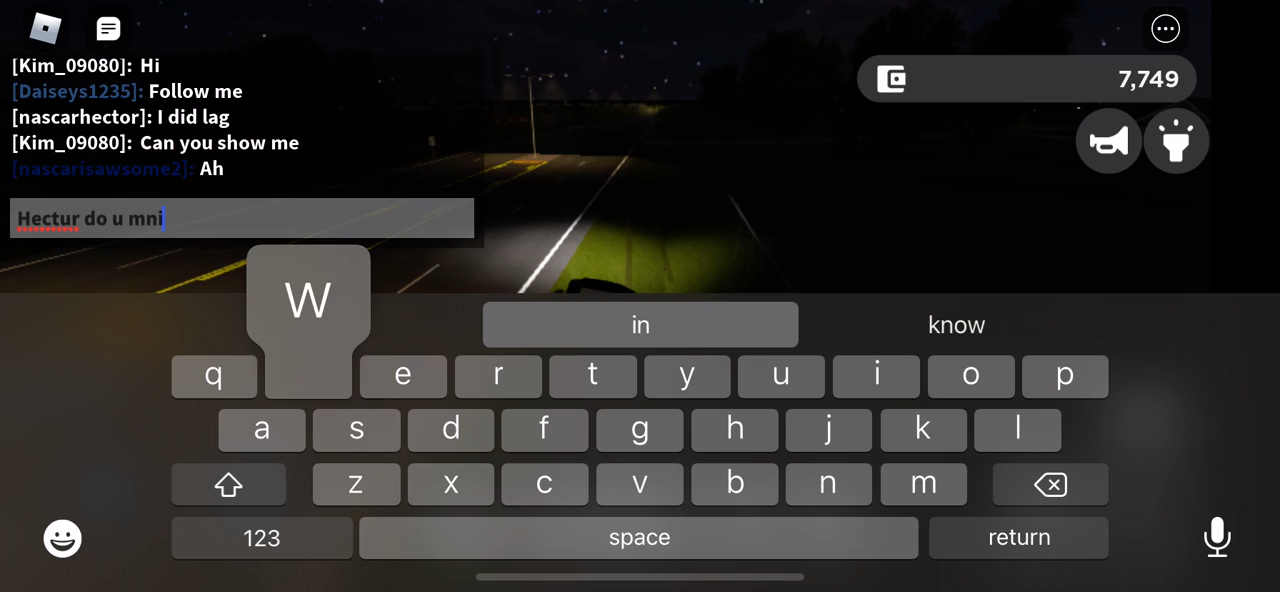 [Kim_09080]: Hi
[Daiseys1235]: Follow me
[nascarhector]: I did lag
[Kim_09080]: Can you show me
[nascarisawsome2]: Ah
7,749
Hectur do u mni
W
in know
q e r t y u i o p
a s d f g h j k l
z x c v b n m
123 space return